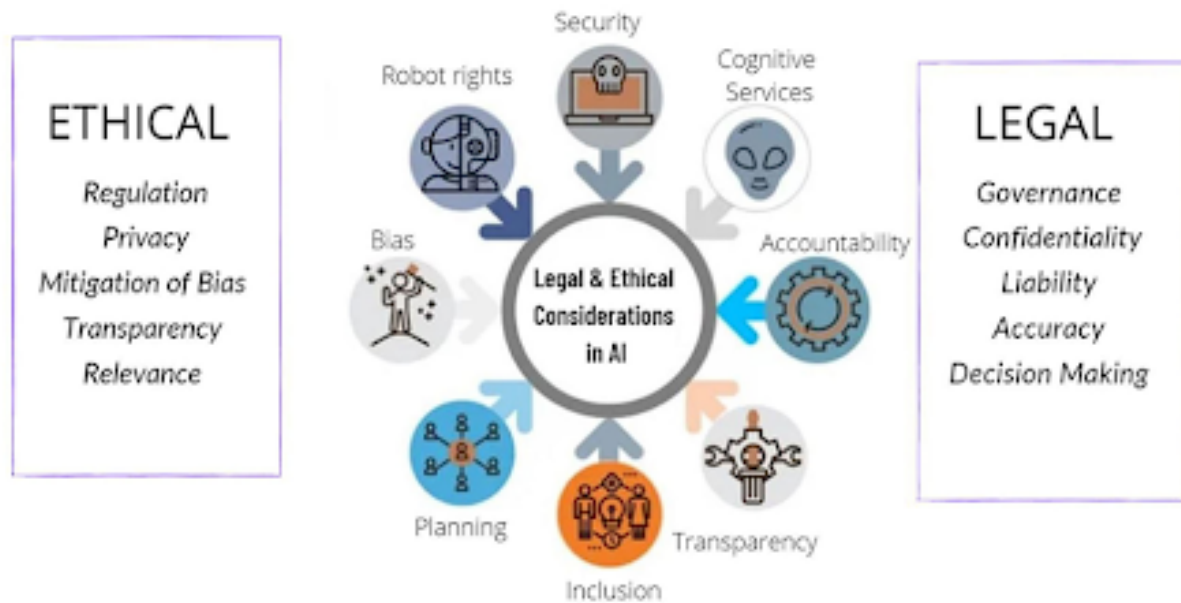 ETHICAL
Regulation
Privacy
Mitigation of Bias
Transparency
Relevance
Security
Robot rights
Cognitive
Services
Bias
Accountability
Legal & Ethical
Considerations
in AI
Planning
Transparency
Inclusion
LEGAL
Governance
Confidentiality
Liability
Accuracy
Decision Making